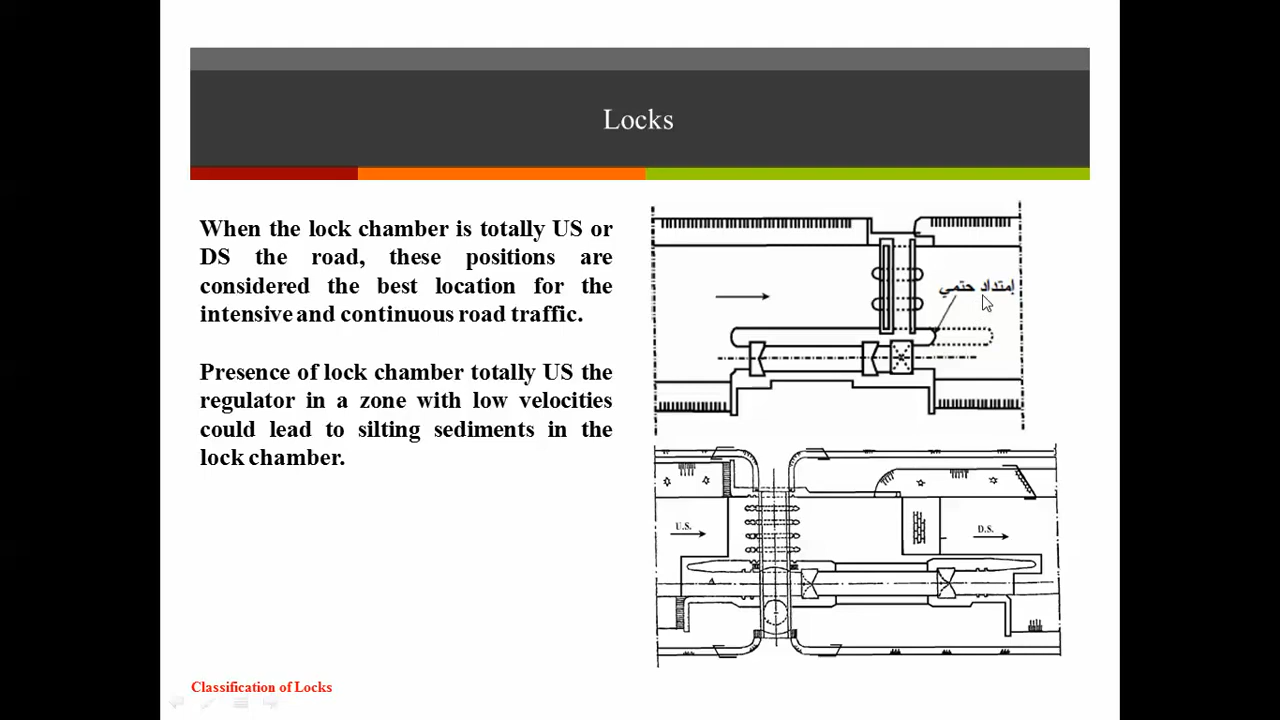 Locks
When the lock chamber is totally US or
DS the road, these positions are
considered the best location for the
intensive and continuous road traffic.
Presence of lock chamber totally US the
regulator in a zone with low velocities
could lead to silting sediments in the
lock chamber.
إمتداد حتمي
U.S.
D.S.
Classification of Locks